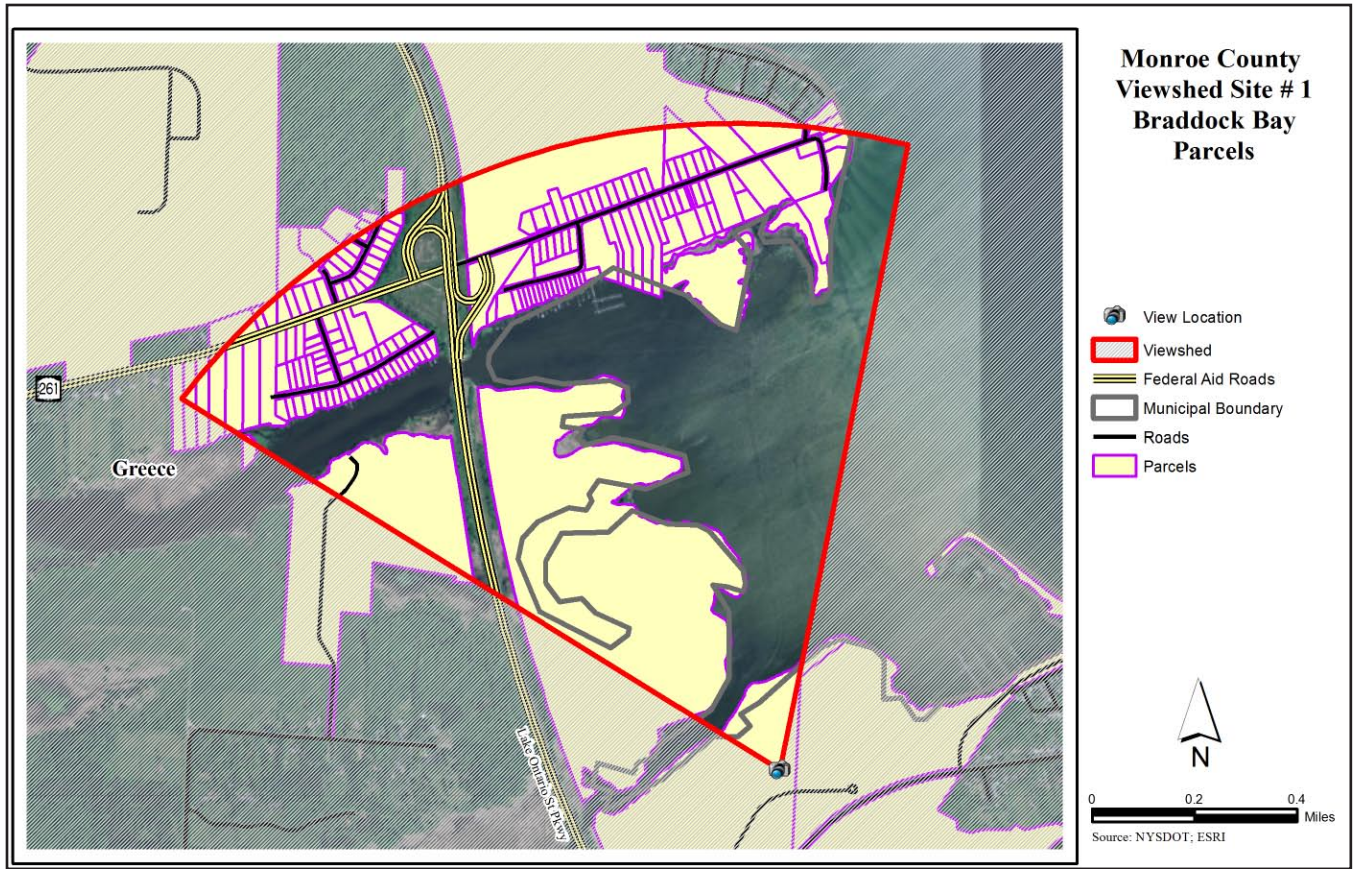 Monroe County
Viewshed Site # 1
Braddock Bay
Parcels
261
Greece
Lake Ontario St Pkwy
View Location
Viewshed
Federal Aid Roads
Municipal Boundary
Roads
Parcels
N
0 0.2 0.4
Miles
Source: NYSDOT; ESRI